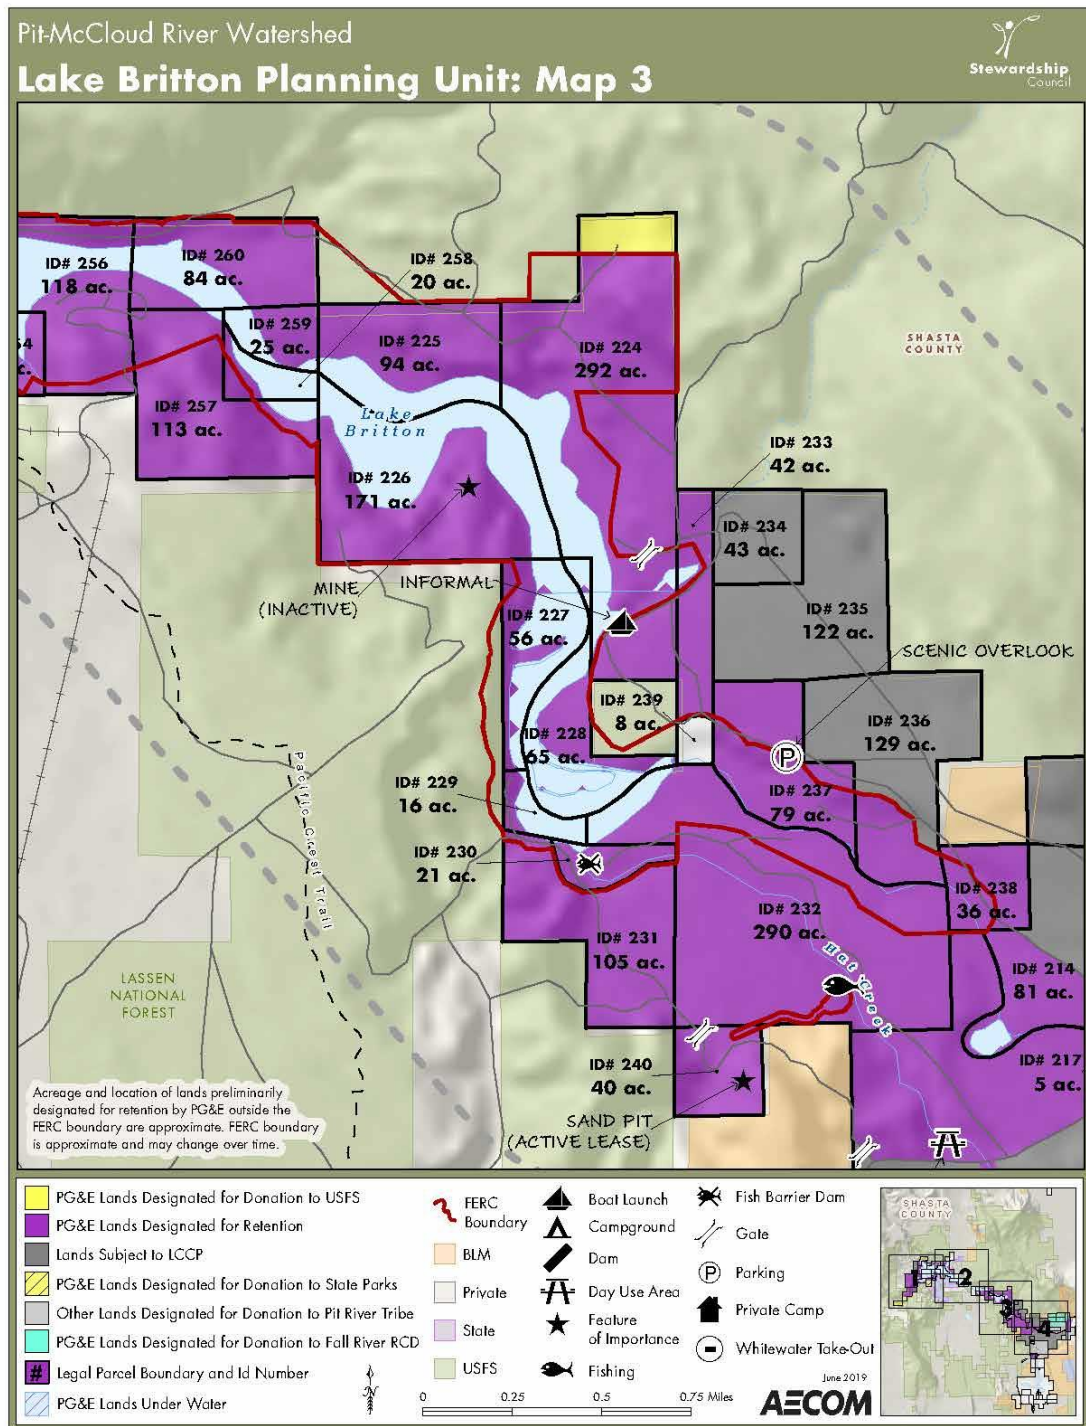 Pit-McCloud River Watershed
Lake Britton Planning Unit: Map 3
Stewardship
Council
ID# 256
118 ac.
ID# 260
84 ac.
ID# 258
20 ac.
ID# 259
25 ac.
ID# 225
94 ac.
ID# 224
292 ac.
SHASTA
COUNTY
ID# 257
113 ac.
Lake
Britton
ID# 226
171 ac.
ID# 233
42 ac.
ID# 234
43 ac.
MINE
(INACTIVE)
INFORMAL
ID# 227
56 ac.
ID# 235
122 ac.
SCENIC OVERLOOK
ID# 239
8 ac.
ID# 236
129 ac.
ID# 228
65 ac.
P
ID# 229
16 ac.
ID# 237
79 ac.
Pacific Crest Trail
ID# 230
21 ac.
ID# 238
36 ac.
ID# 232
290 ac.
ID# 231
105 ac.
Hat Creek
LASSEN
NATIONAL
FOREST
ID# 214
81 ac.
ID# 240
40 ac.
ID# 217
5 ac.
SAND PIT
(ACTIVE LEASE)
Acreage and location of lands preliminarily
designated for retention by PG&E outside the
FERC boundary are approximate. FERC boundary
is approximate and may change over time.
PG&E Lands Designated for Donation to USFS
PG&E Lands Designated for Retention
Lands Subject to LCCP
PG&E Lands Designated for Donation to State Parks
Other Lands Designated for Donation to Pit River Tribe
PG&E Lands Designated for Donation to Fall River RCD
# Legal Parcel Boundary and Id Number
PG&E Lands Under Water
FERC
Boundary
BLM
Private
State
USFS
Boat Launch
Campground
Dam
Day Use Area
Feature
of Importance
Fishing
Fish Barrier Dam
Gate
P Parking
Private Camp
Whitewater Take-Out
0 0.25 0.5 0.75 Miles
June 2019
AECOM
SHASTA
COUNTY
1
2
3
4